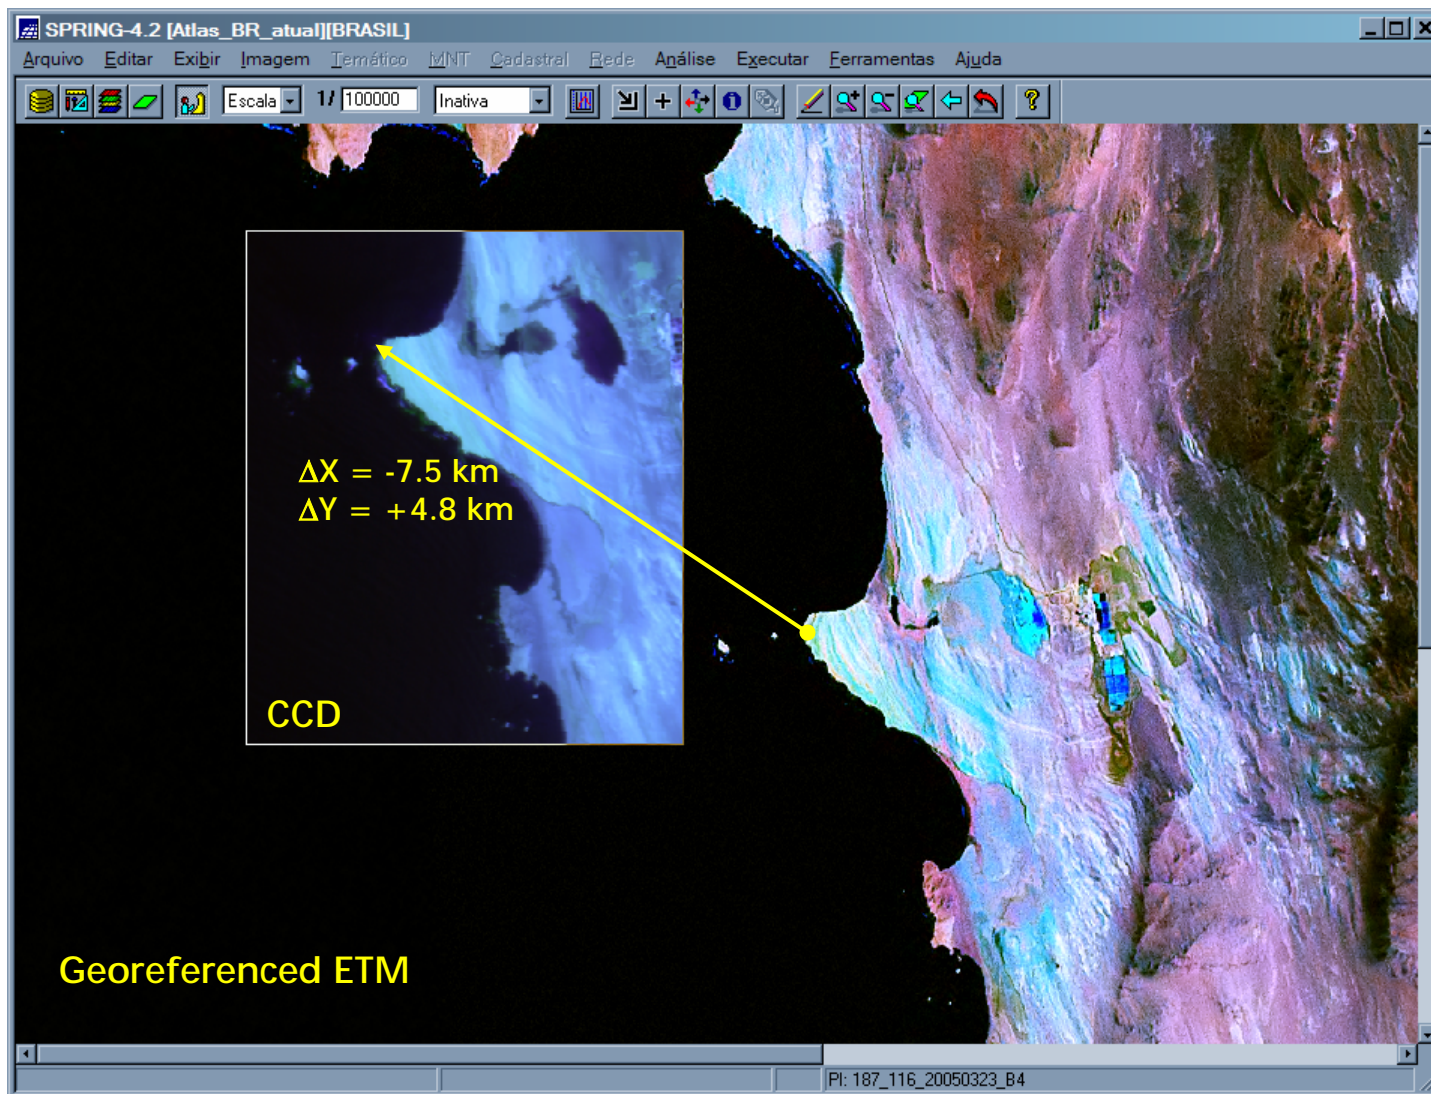 SPRING-4.2 [Atlas_BR_atual][BRASIL]
Arquivo Editar Exibir Imagem Temático MNT Cadastral Rede Análise Executar Ferramentas Ajuda
Escala 1/ 100000 Inativa
ΔX = -7.5 km
ΔY = +4.8 km
CCD
Georeferenced ETM
PI: 187_116_20050323_B4